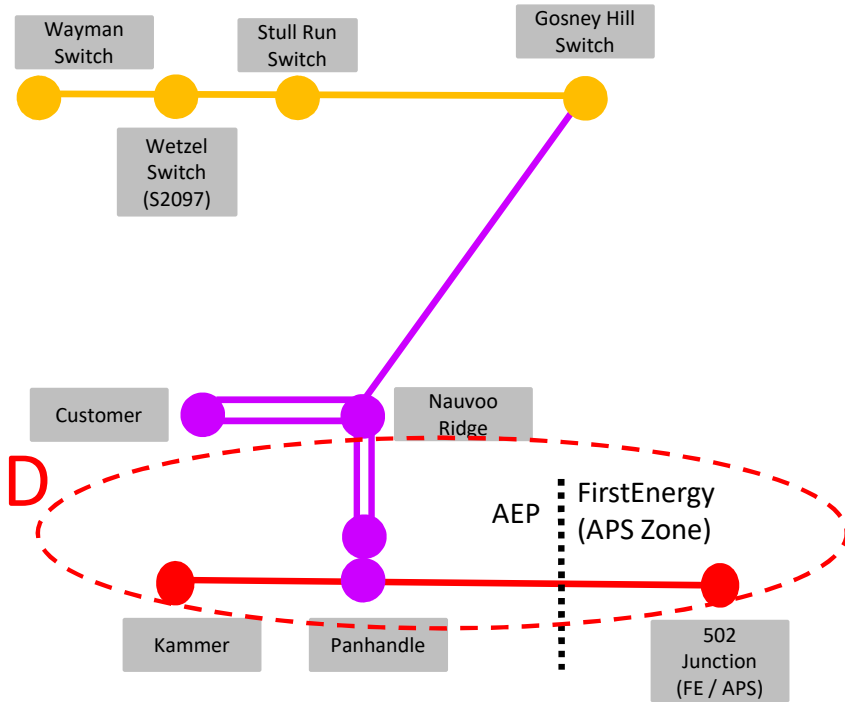 Wayman
Switch
Stull Run
Switch
Gosney Hill
Switch
Wetzel
Switch
(S2097)
Customer
Nauvoo
Ridge
D
AEP
FirstEnergy
(APS Zone)
Kammer
Panhandle
502
Junction
(FE / APS)